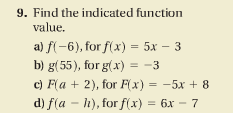 9. Find the indicated function
value.
a) f(−6), for f(x) = 5x − 3
b) g(55), for g(x) = −3
c) F(a + 2), for F(x) = −5x + 8
d) f(a − h), for f(x) = 6x − 7